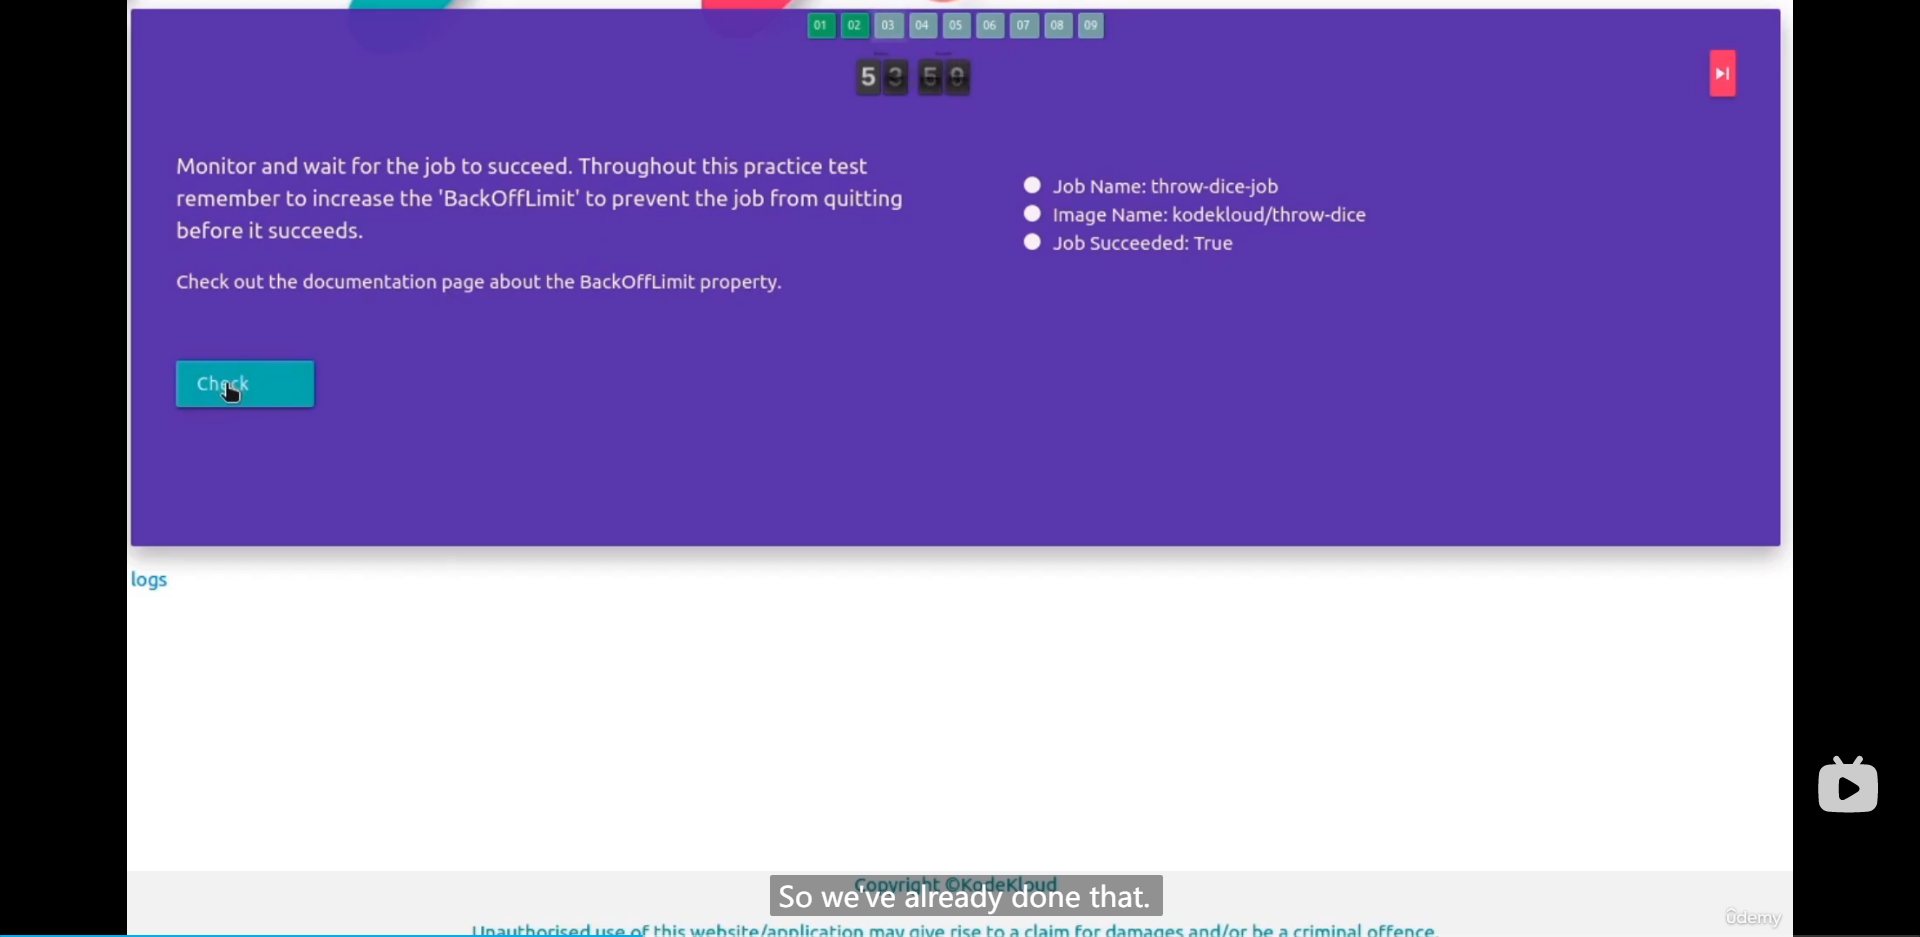 01 02 03 04 05 06 07 08 09
5 3 5 9
Monitor and wait for the job to succeed. Throughout this practice test
remember to increase the 'BackOffLimit' to prevent the job from quitting
before it succeeds.
Check out the documentation page about the BackOffLimit property.
Job Name: throw-dice-job
Image Name: kodekloud/throw-dice
Job Succeeded: True
Check
logs
Copyright ©KodeKloud
So we've already done that.
Unauthorised use of this website/application may give rise to a claim for damages and/or be a criminal offence.
ûdemy